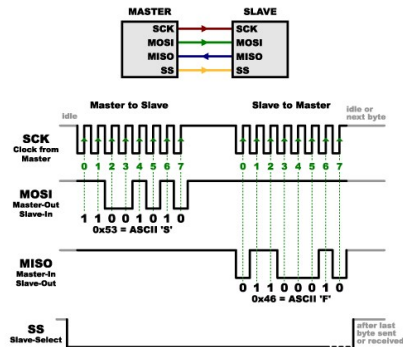 MASTER SLAVE
SCK SCK
MOSI MOSI
MISO MISO
SS SS
Master to Slave Slave to Master
idle
idle or
next byte
SCK
Clock from
Master
0 1 2 3 4 5 6 7 0 1 2 3 4 5 6 7
MOSI
Master-Out
Slave-In
1 1 0 0 1 0 1 0
0x53 = ASCII 'S'
MISO
Master-In
Slave-Out
0 1 1 0 0 0 1 0
0x46 = ASCII 'F'
SS
Slave-Select
after last
byte sent
or received